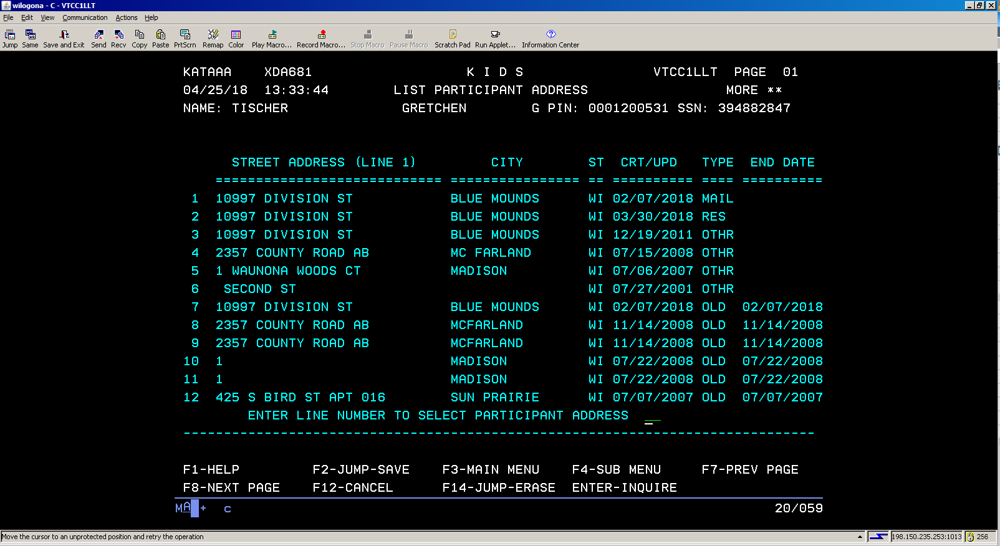 wilogona - C - VTCC1LLT
File Edit View Communication Actions Help
Jump Same Save and Exit Send Recv Copy Paste PrtScrn Remap Color Play Macro... Record Macro... Stop Macro Pause Macro Scratch Pad Run Applet... Information Center
KATAAA XDA681 K I D S VTCC1LLT PAGE 01
04/25/18 13:33:44 LIST PARTICIPANT ADDRESS MORE **
NAME: TISCHER GRETCHEN G PIN: 0001200531 SSN: 394882847
STREET ADDRESS (LINE 1) CITY ST CRT/UPD TYPE END DATE
============================ ================ == ========== ==== ==========
1 10997 DIVISION ST BLUE MOUNDS WI 02/07/2018 MAIL
2 10997 DIVISION ST BLUE MOUNDS WI 03/30/2018 RES
3 10997 DIVISION ST BLUE MOUNDS WI 12/19/2011 OTHR
4 2357 COUNTY ROAD AB MC FARLAND WI 07/15/2008 OTHR
5 1 WAUNONA WOODS CT MADISON WI 07/06/2007 OTHR
6 SECOND ST WI 07/27/2001 OTHR
7 10997 DIVISION ST BLUE MOUNDS WI 02/07/2018 OLD 02/07/2018
8 2357 COUNTY ROAD AB MCFARLAND WI 11/14/2008 OLD 11/14/2008
9 2357 COUNTY ROAD AB MCFARLAND WI 11/14/2008 OLD 11/14/2008
10 1 MADISON WI 07/22/2008 OLD 07/22/2008
11 1 MADISON WI 07/22/2008 OLD 07/22/2008
12 425 S BIRD ST APT 016 SUN PRAIRIE WI 07/07/2007 OLD 07/07/2007
ENTER LINE NUMBER TO SELECT PARTICIPANT ADDRESS __
------------------------------------------------------------------------------
F1-HELP F2-JUMP-SAVE F3-MAIN MENU F4-SUB MENU F7-PREV PAGE
F8-NEXT PAGE F12-CANCEL F14-JUMP-ERASE ENTER-INQUIRE
MA + c 20/059
Move the cursor to an unprotected position and retry the operation 198.150.235.253:1013 256